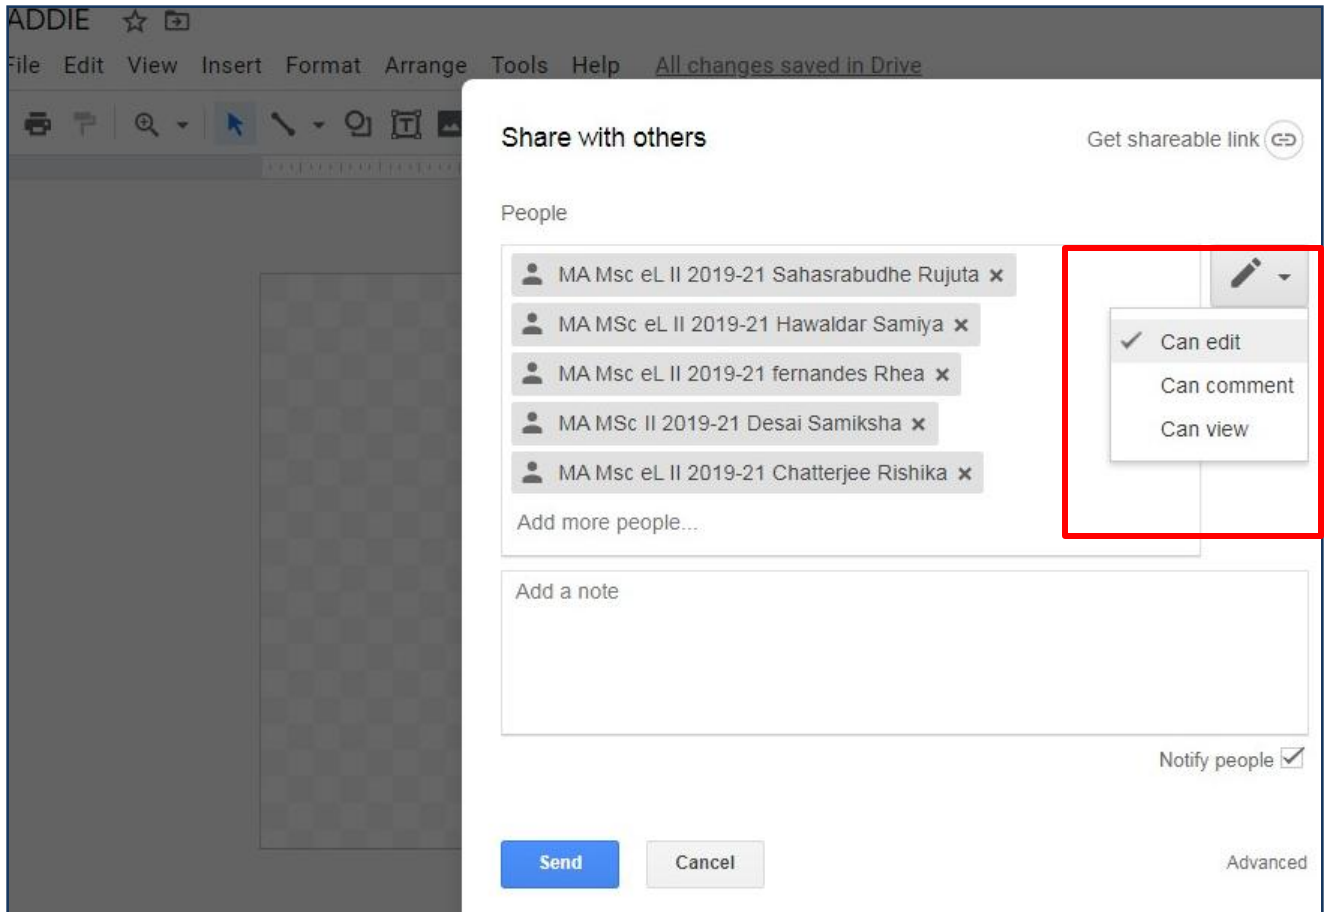 ADDIE
File Edit View Insert Format Arrange Tools Help All changes saved in Drive
Share with others
Get shareable link
People
MA Msc eL II 2019-21 Sahasrabudhe Rujuta
MA MSc eL II 2019-21 Hawaldar Samiya
MA Msc eL II 2019-21 fernandes Rhea
MA MSc II 2019-21 Desai Samiksha
MA Msc eL II 2019-21 Chatterjee Rishika
Add more people...
Can edit
Can comment
Can view
Add a note
Notify people
Send
Cancel
Advanced